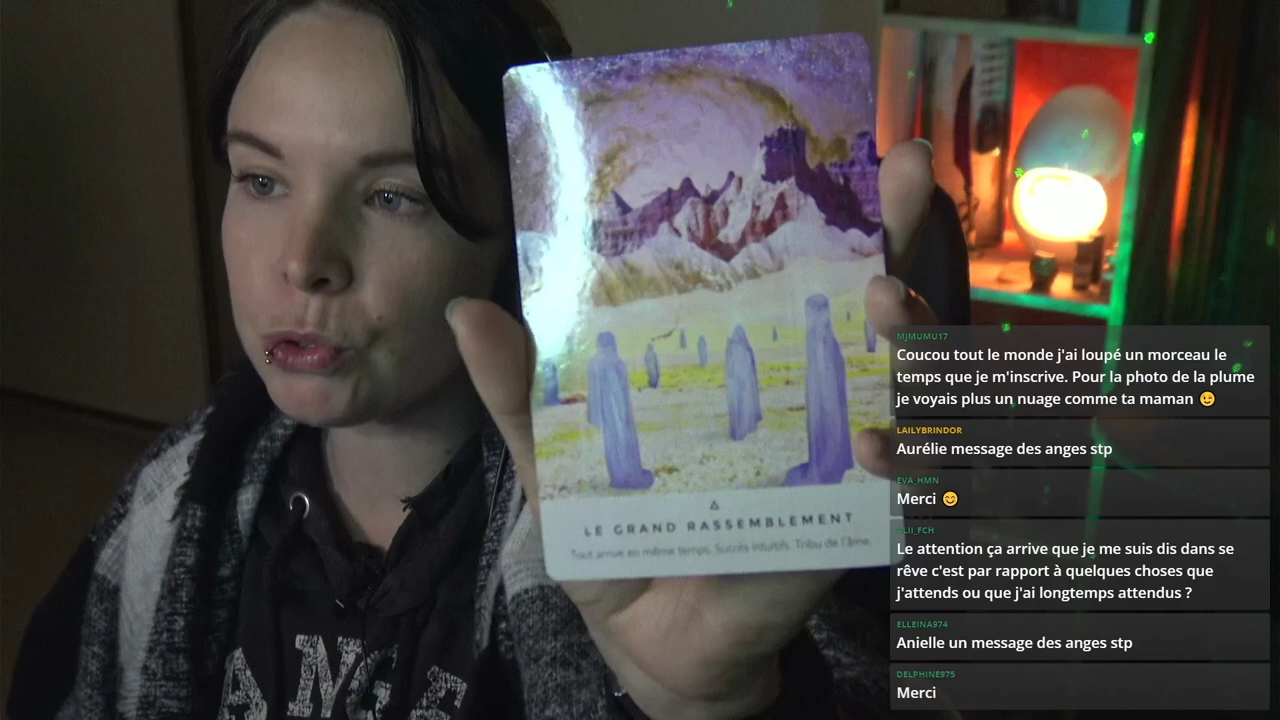 LE GRAND RASSEMBLEMENT
Tout arrive en même temps. Succès intuitifs. Tribu de l'âme.
MJMUMU17
Coucou tout le monde j'ai loupé un morceau le
temps que je m'inscrive. Pour la photo de la plume
je voyais plus un nuage comme ta maman 😉
LAILYBRINDOR
Aurélie message des anges stp
EVA_HMN
Merci 😊
Le attention ça arrive que je me suis dis dans se
rêve c'est par rapport à quelques choses que
j'attends ou que j'ai longtemps attendus ?
ELLEINA974
Anielle un message des anges stp
DELPHINE975
Merci